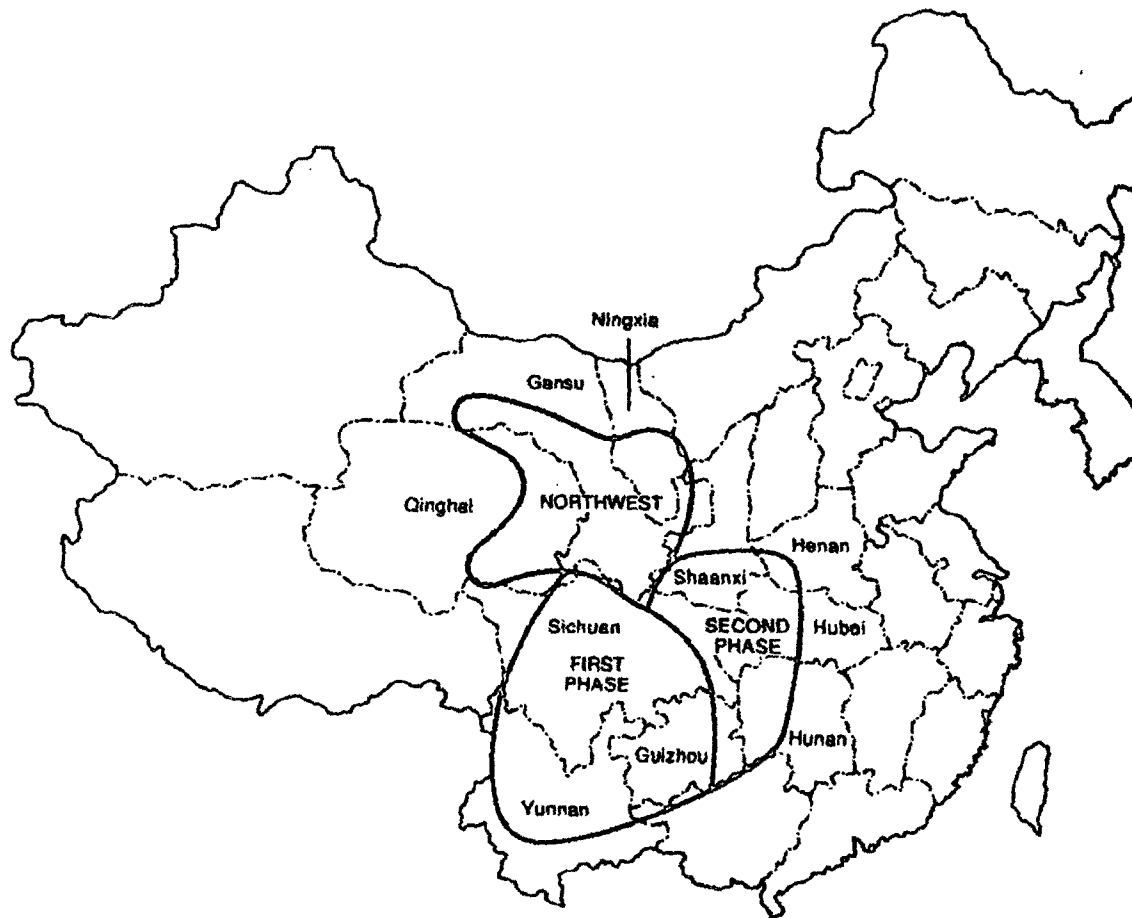 Ningxia
Gansu
Qinghai
NORTHWEST
Henan
Shaanxi
Sichuan
SECOND
PHASE
Hubei
FIRST
PHASE
Guizhou
Hunan
Yunnan